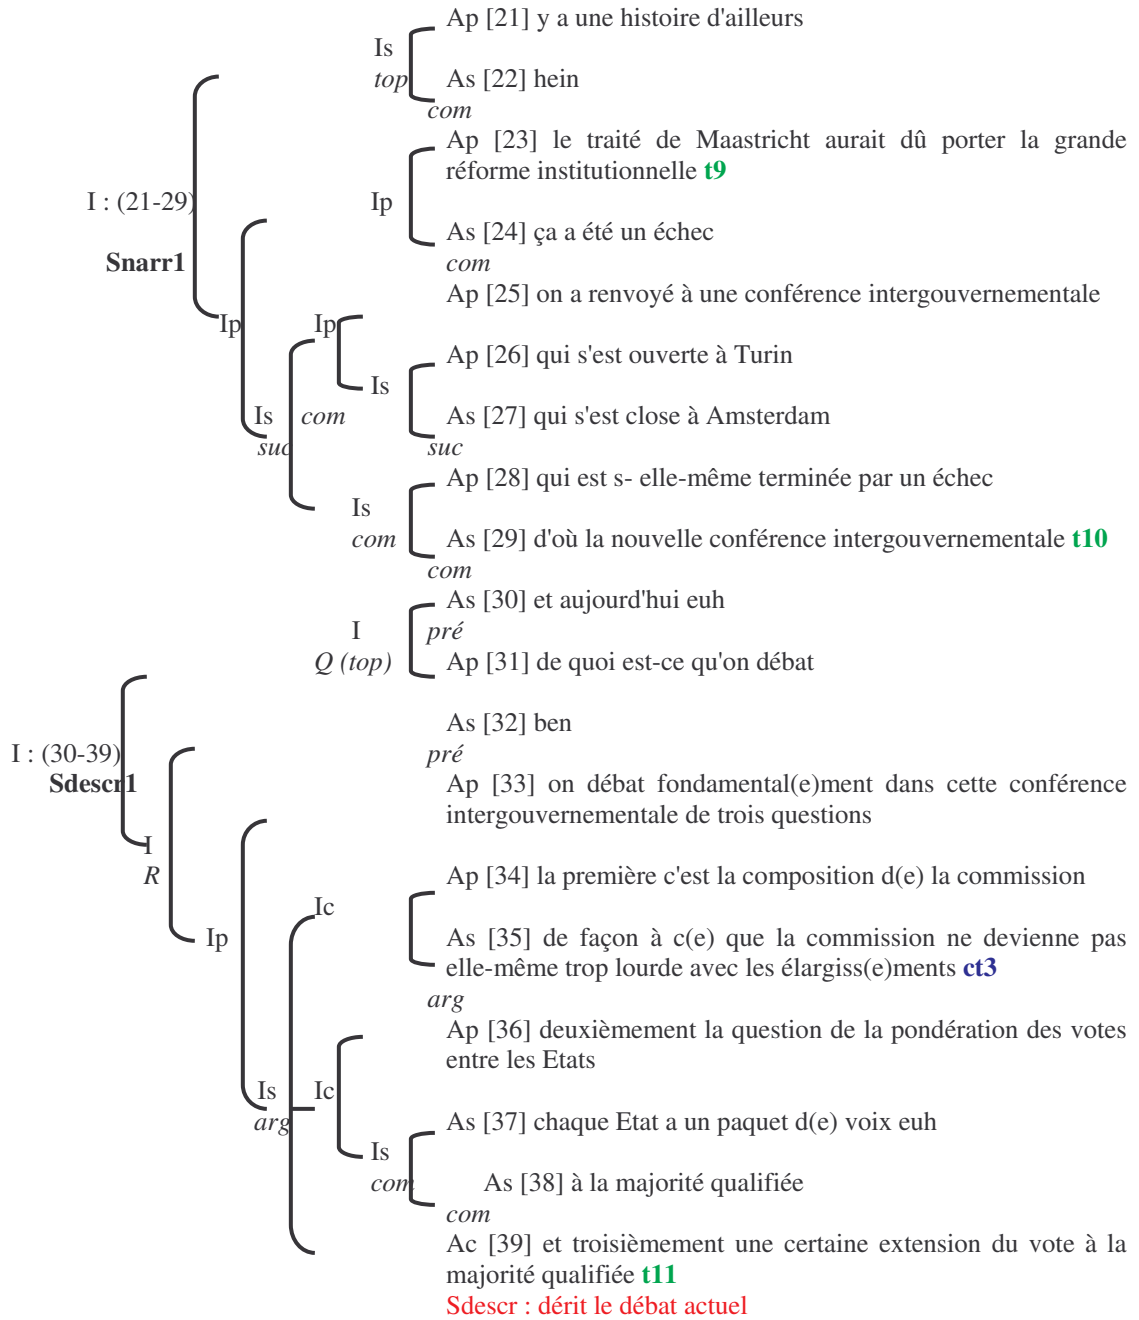 Ap [21] y a une histoire d'ailleurs
Is
top
As [22] hein
com
Ap [23] le traité de Maastricht aurait dû porter la grande
réforme institutionnelle t9
I : (21-29)
Ip
As [24] ça a été un échec
Snarr1
com
Ap [25] on a renvoyé à une conférence intergouvernementale
Ip
Ip
Ap [26] qui s'est ouverte à Turin
Is
Is
com
As [27] qui s'est close à Amsterdam
suc
suc
Ap [28] qui est s- elle-même terminée par un échec
Is
com
As [29] d'où la nouvelle conférence intergouvernementale t10
com
As [30] et aujourd'hui euh
I
pré
Q (top)
Ap [31] de quoi est-ce qu'on débat
As [32] ben
I : (30-39)
pré
Sdescr1
Ap [33] on débat fondamental(e)ment dans cette conférence
intergouvernementale de trois questions
I
R
Ap [34] la première c'est la composition d(e) la commission
Ic
Ip
As [35] de façon à c(e) que la commission ne devienne pas
elle-même trop lourde avec les élargiss(e)ments ct3
arg
Ap [36] deuxièmement la question de la pondération des votes
entre les Etats
Is
Ic
arg
As [37] chaque Etat a un paquet d(e) voix euh
Is
com
As [38] à la majorité qualifiée
com
Ac [39] et troisièmement une certaine extension du vote à la
majorité qualifiée t11
Sdescr : dérit le débat actuel